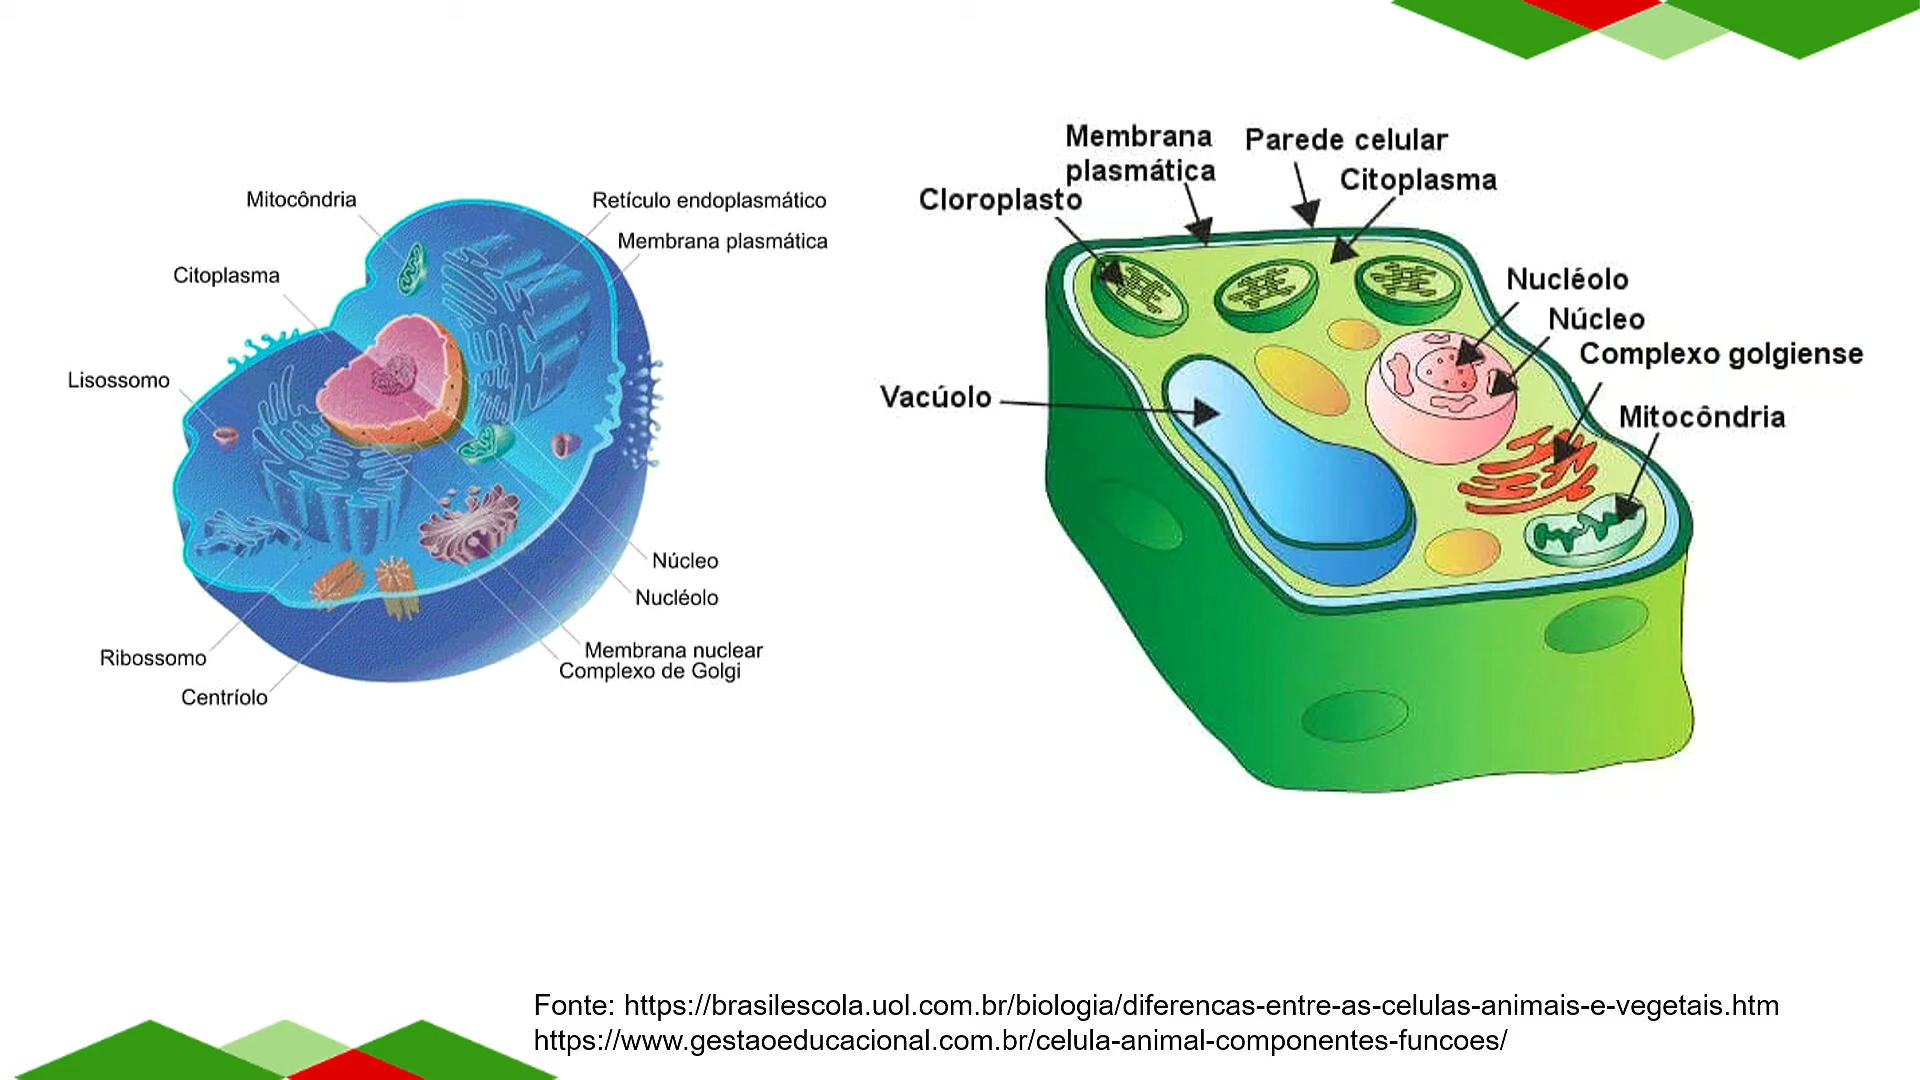 Mitocôndria
Retículo endoplasmático
Membrana plasmática
Citoplasma
Lisossomo
Núcleo
Nucléolo
Membrana nuclear
Complexo de Golgi
Ribossomo
Centríolo
Membrana
plasmática
Parede celular
Citoplasma
Cloroplasto
Nucléolo
Núcleo
Complexo golgiense
Vacúolo
Mitocôndria
Fonte: https://brasilescola.uol.com.br/biologia/diferencas-entre-as-celulas-animais-e-vegetais.htm
https://www.gestaoeducacional.com.br/celula-animal-componentes-funcoes/